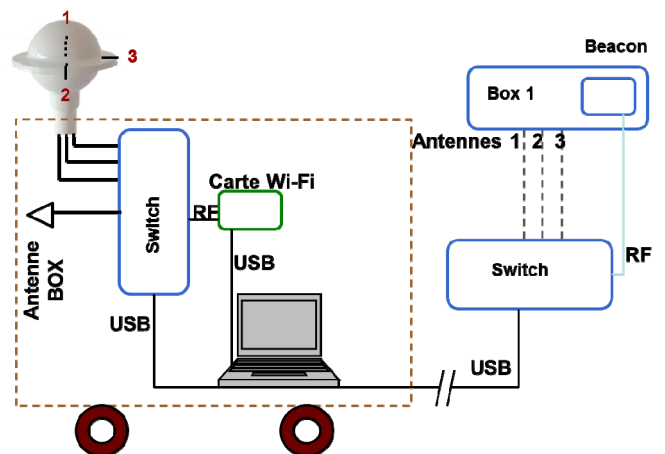 1
3
2
Beacon
Box 1
Antennes 1 2 3
Carte Wi-Fi
Switch
RF
Antenne
BOX
USB
USB
Switch
RF
USB